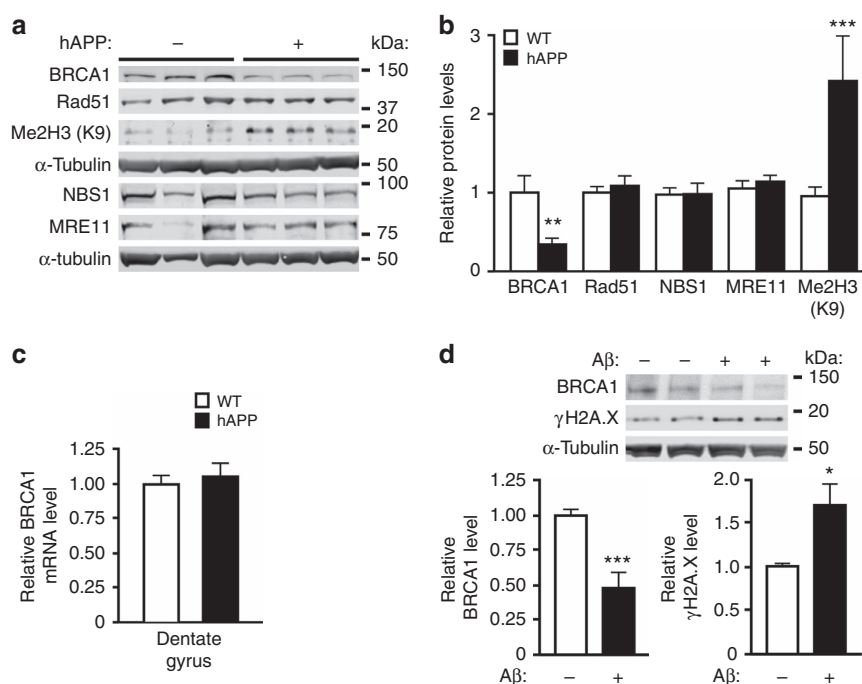 a
hAPP: – + kDa:
BRCA1 150
Rad51
37
Me2H3 (K9) 20
α-Tubulin 50
100
NBS1
MRE11
75
α-tubulin 50
b
WT
hAPP
***
**
Relative protein levels
3
2
1
0
BRCA1 Rad51 NBS1 MRE11 Me2H3
(K9)
c
WT
hAPP
Relative BRCA1
mRNA level
1.25
1.00
0.75
0.50
0.25
0
Dentate
gyrus
d
Aβ: – – + + kDa:
BRCA1 150
γH2A.X 20
α-Tubulin 50
Relative
BRCA1 level
1.25
1.00
0.75
0.50
0.25
0
***
Aβ: – +
Relative
γH2A.X level
2.0
1.5
1.0
0.5
0
*
Aβ: – +